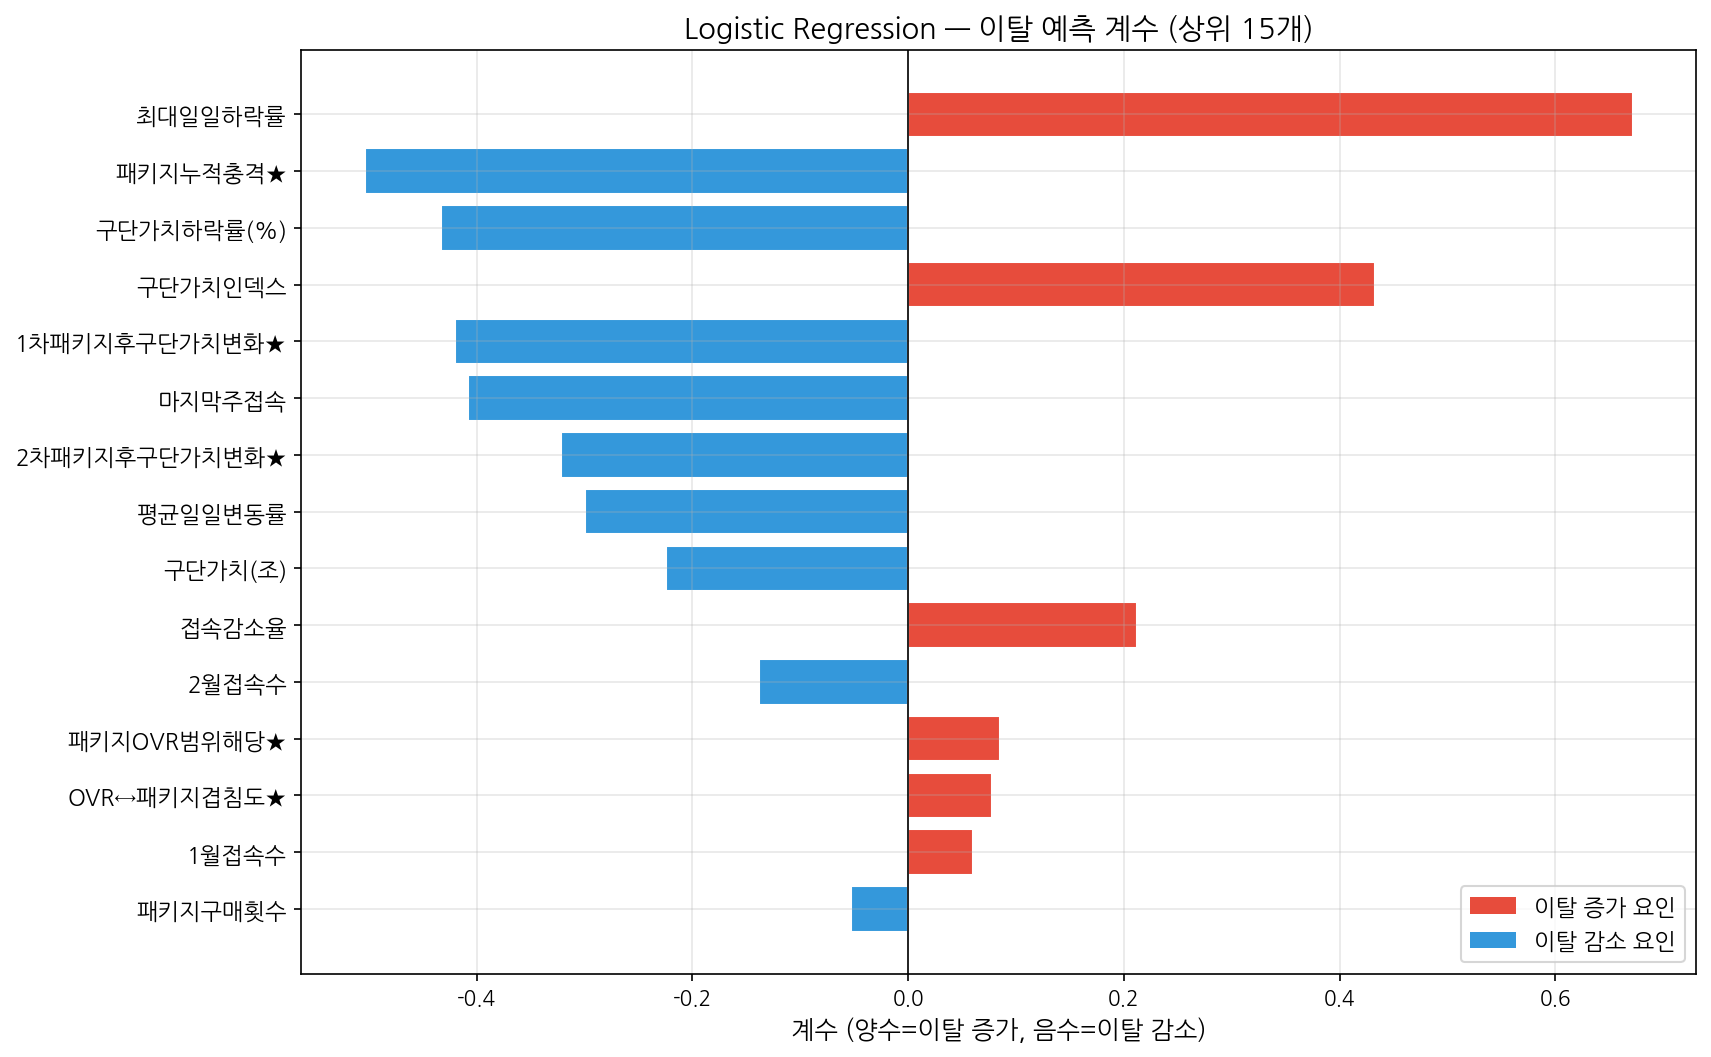 Logistic Regression — 이탈 예측 계수 (상위 15개)
최대일일하락률
패키지누적충격★
구단가치하락률(%)
구단가치인덱스
1차패키지후구단가치변화★
마지막주접속
2차패키지후구단가치변화★
평균일일변동률
구단가치(조)
접속감소율
2월접속수
패키지OVR범위해당★
OVR↔패키지겹침도★
1월접속수
패키지구매횟수
이탈 증가 요인
이탈 감소 요인
-0.4 -0.2 0.0 0.2 0.4 0.6
계수 (양수=이탈 증가, 음수=이탈 감소)